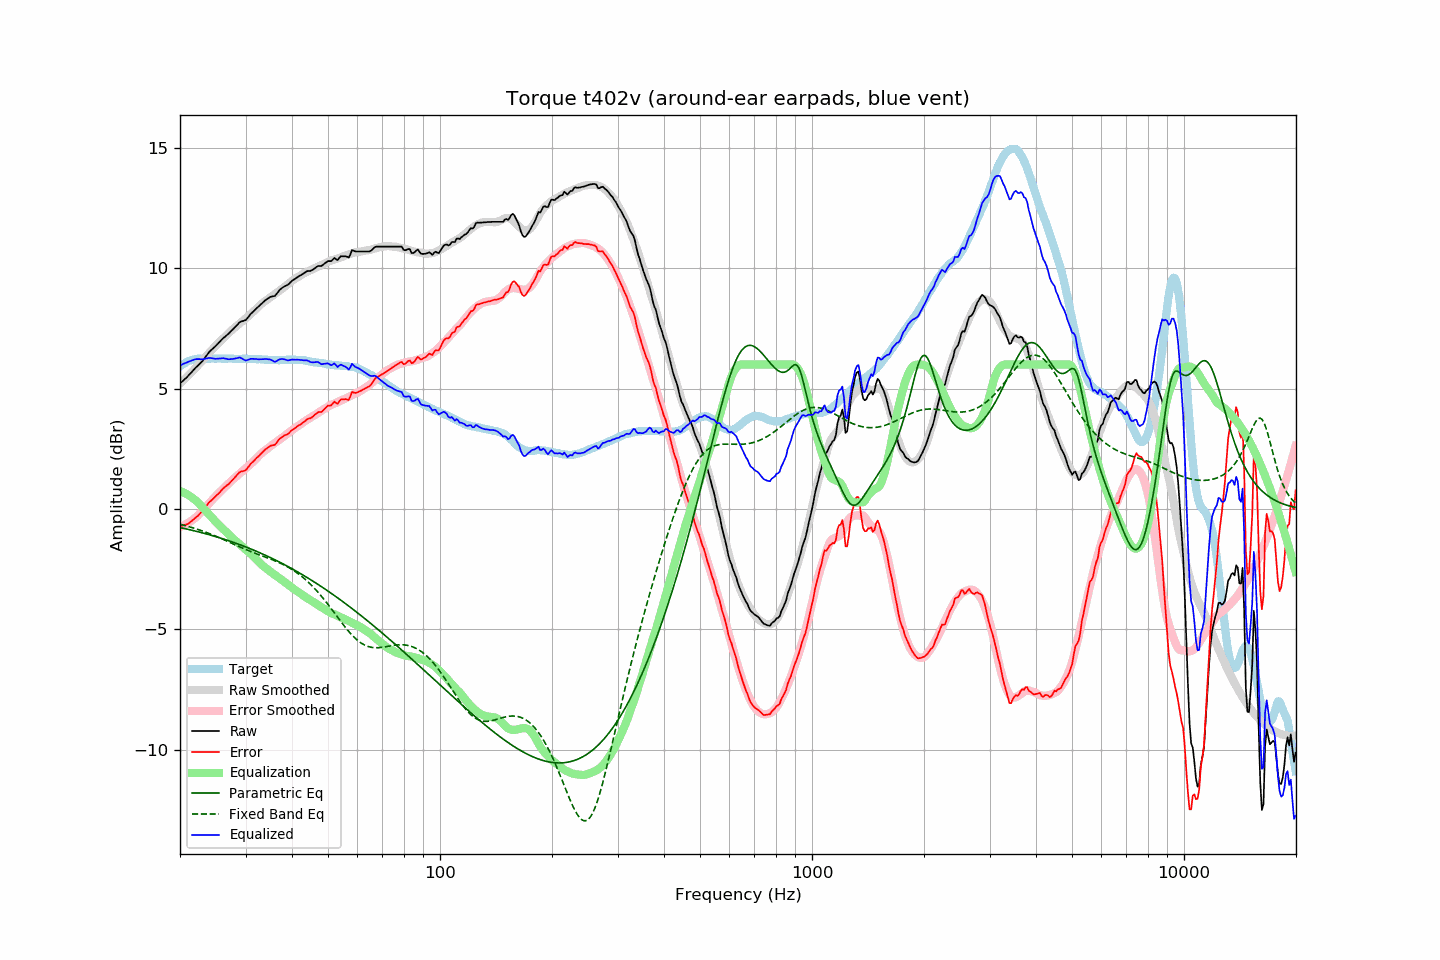 Torque t402v (around-ear earpads, blue vent)
Amplitude (dBr)
15
10
5
0
−5
−10
Target
Raw Smoothed
Error Smoothed
Raw
Error
Equalization
Parametric Eq
Fixed Band Eq
Equalized
100
1000
10000
Frequency (Hz)